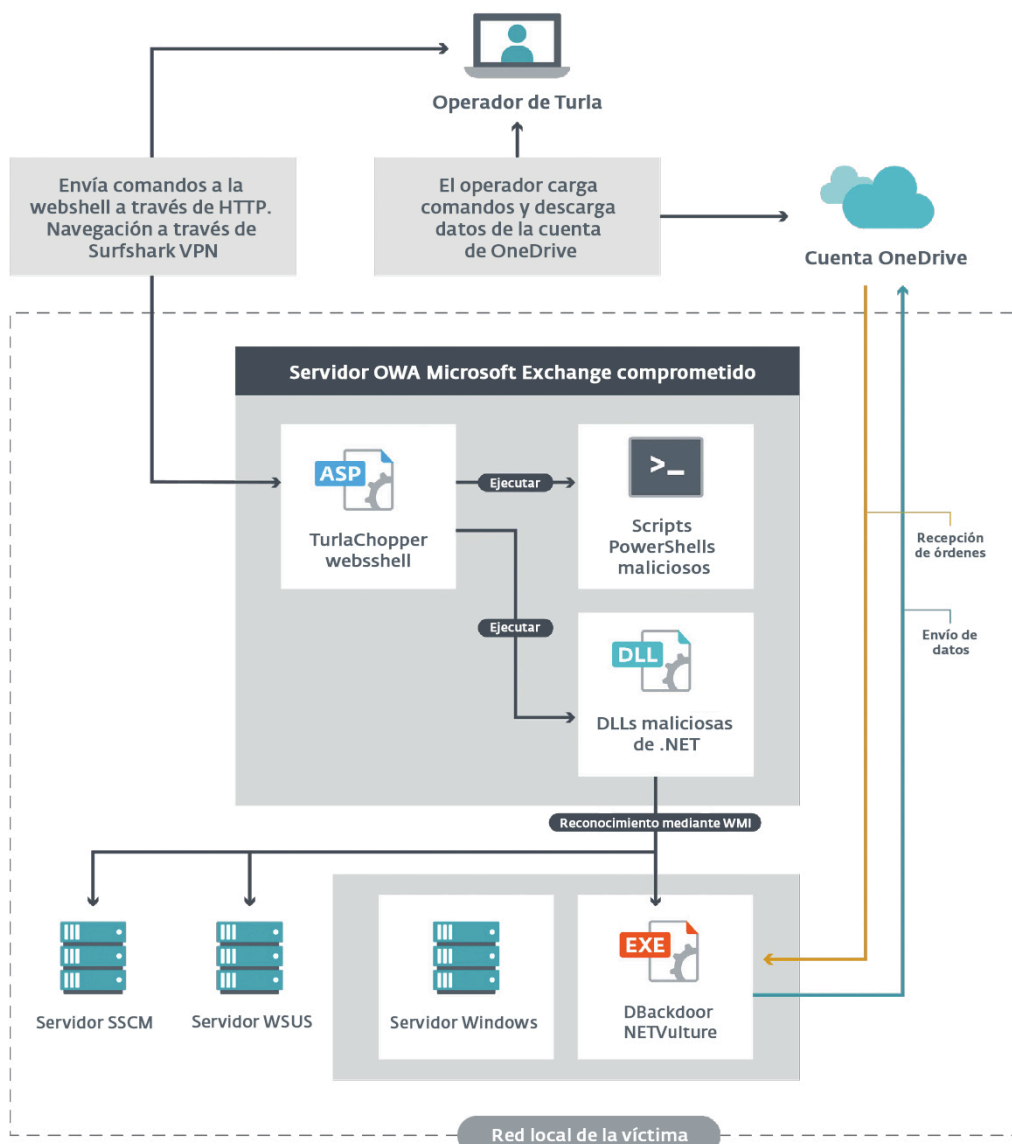 Operador de Turla
Envía comandos a la
webshell a través de HTTP.
Navegación a través de
Surfshark VPN
El operador carga
comandos y descarga
datos de la cuenta
de OneDrive
Cuenta OneDrive
Servidor OWA Microsoft Exchange comprometido
ASP
TurlaChopper
websshell
Ejecutar
>_
Scripts
PowerShells
maliciosos
Ejecutar
DLL
DLLs maliciosas
de .NET
Recepción
de órdenes
Envío de
datos
Reconocimiento mediante WMI
Servidor SSCM
Servidor WSUS
Servidor Windows
EXE
DBackdoor
NETVulture
Red local de la víctima